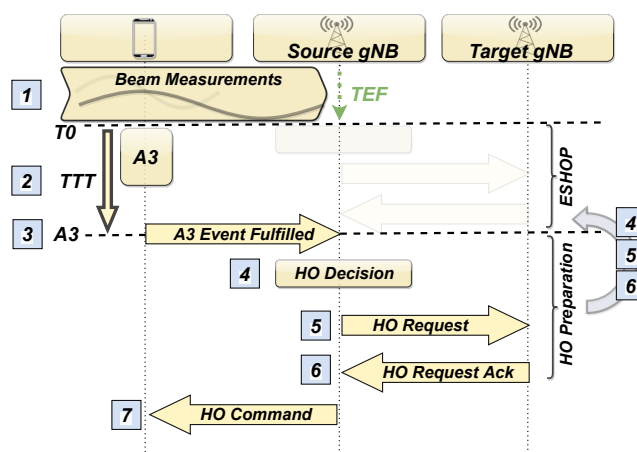 Source gNB
Target gNB
1
Beam Measurements
TEF
T0
2
TTT
A3
ESHOP
3
A3
A3 Event Fulfilled
4
5
6
4
HO Decision
HO Preparation
5
HO Request
6
HO Request Ack
7
HO Command